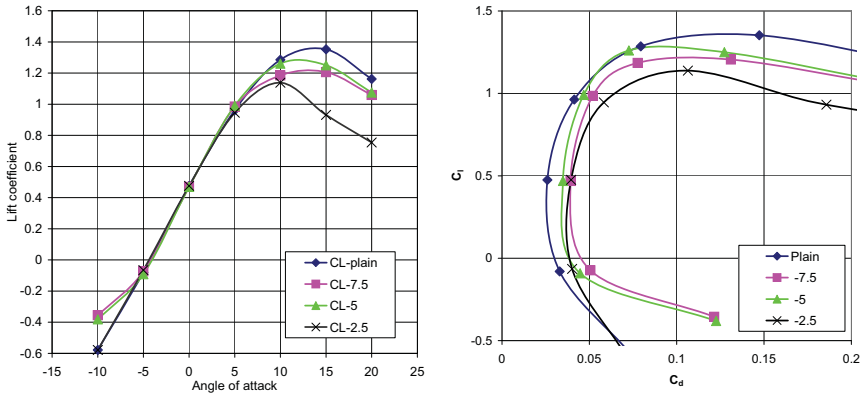 1.6
1.4
1.2
1
0.8
0.6
0.4
0.2
0
-0.2
-0.4
-0.6
Lift coefficient
-15 -10 -5 0 5 10 15 20 25
Angle of attack
CL-plain
CL-7.5
CL-5
CL-2.5
1.5
1
0.5
0
-0.5
Cl
0 0.05 0.1 0.15 0.2
Cd
Plain
-7.5
-5
-2.5